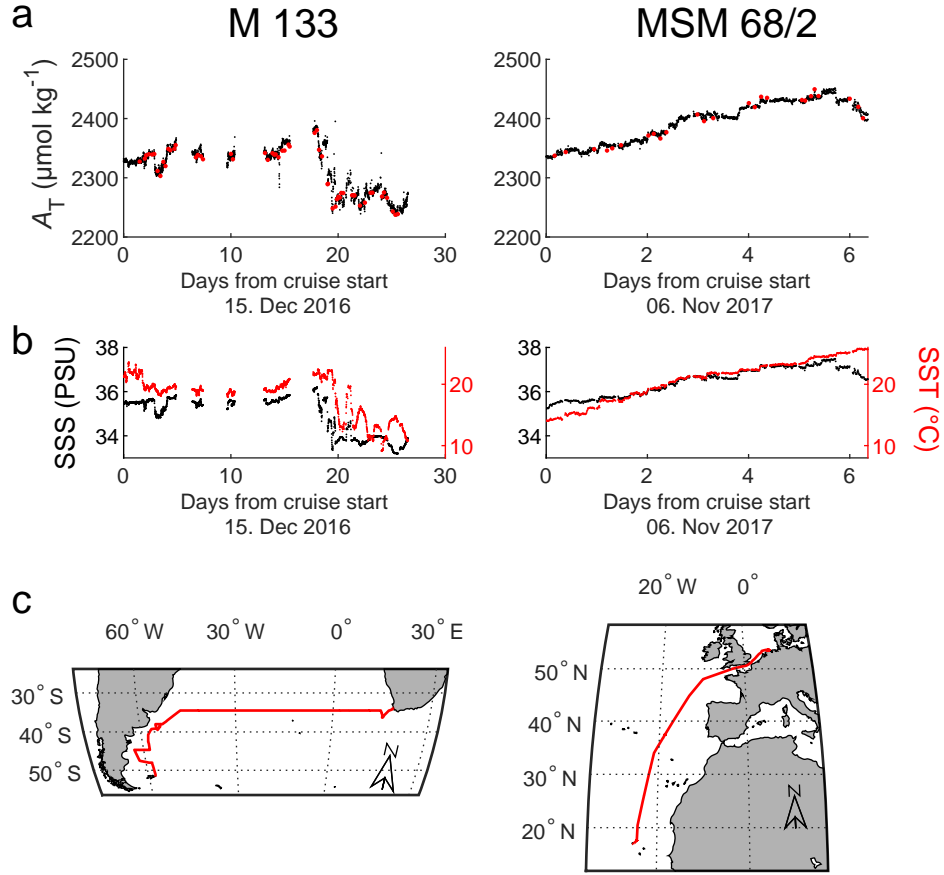 a
M 133
MSM 68/2
A_T (μmol kg⁻¹)
2500
2400
2300
2200
0 10 20 30
Days from cruise start
15. Dec 2016
2500
2400
2300
2200
0 2 4 6
Days from cruise start
06. Nov 2017
b
SSS (PSU)
38
36
34
20
10
0 10 20 30
Days from cruise start
15. Dec 2016
38
36
34
20
10
SST (°C)
0 2 4 6
Days from cruise start
06. Nov 2017
c
60° W 30° W 0° 30° E
30° S
40° S
50° S
N
20° W 0°
50° N
40° N
30° N
20° N
N